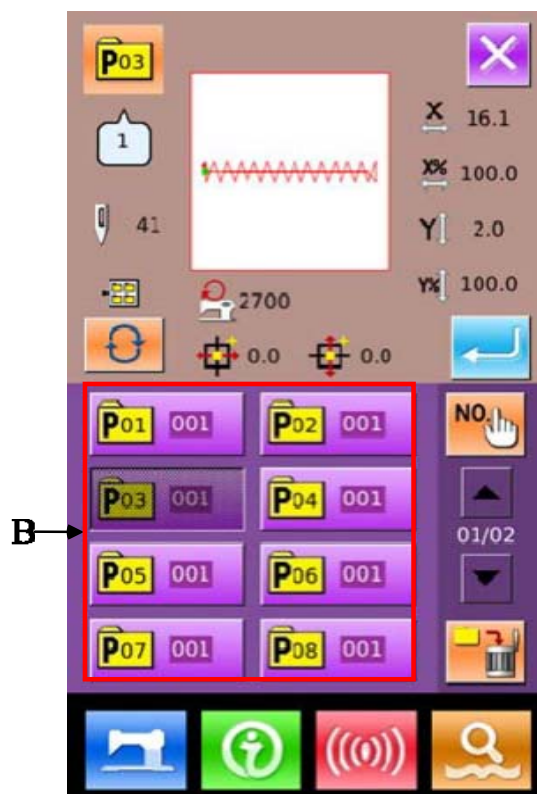 P03
1
X 16.1
X% 100.0
41
Y 2.0
Y% 100.0
2700
0.0 0.0
P01 001 P02 001
NO.
P03 001 P04 001
B
01/02
P05 001 P06 001
P07 001 P08 001